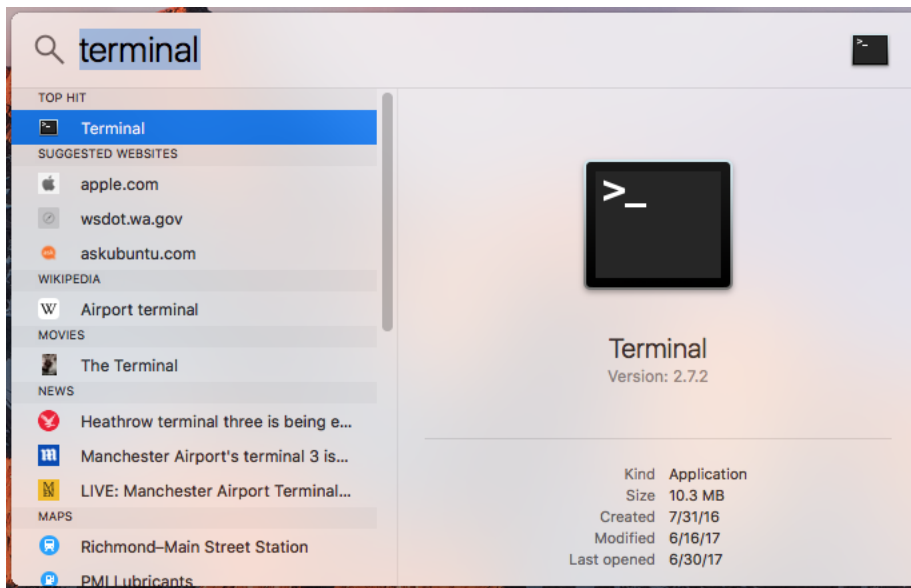 terminal
TOP HIT
Terminal
SUGGESTED WEBSITES
apple.com
wsdot.wa.gov
askubuntu.com
WIKIPEDIA
Airport terminal
MOVIES
The Terminal
NEWS
Heathrow terminal three is being e...
Manchester Airport's terminal 3 is...
LIVE: Manchester Airport Terminal...
MAPS
Richmond–Main Street Station
PMI Lubricants
>_
Terminal
Version: 2.7.2
Kind Application
Size 10.3 MB
Created 7/31/16
Modified 6/16/17
Last opened 6/30/17